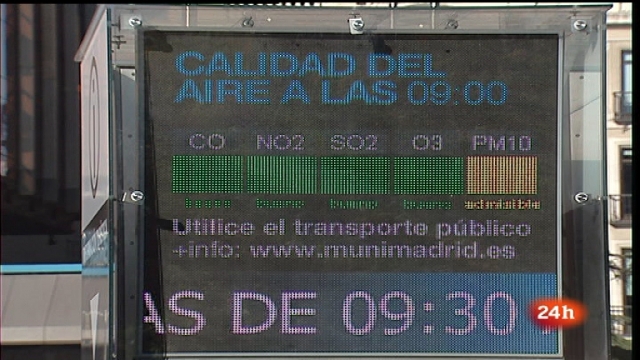 CALIDAD DEL
AIRE A LAS 09:00
CO NO2 SO2 O3 PM10
bueno bueno bueno bueno admisible
Utilice el transporte público
+info: www.munimadrid.es
AS DE 09:30
24h